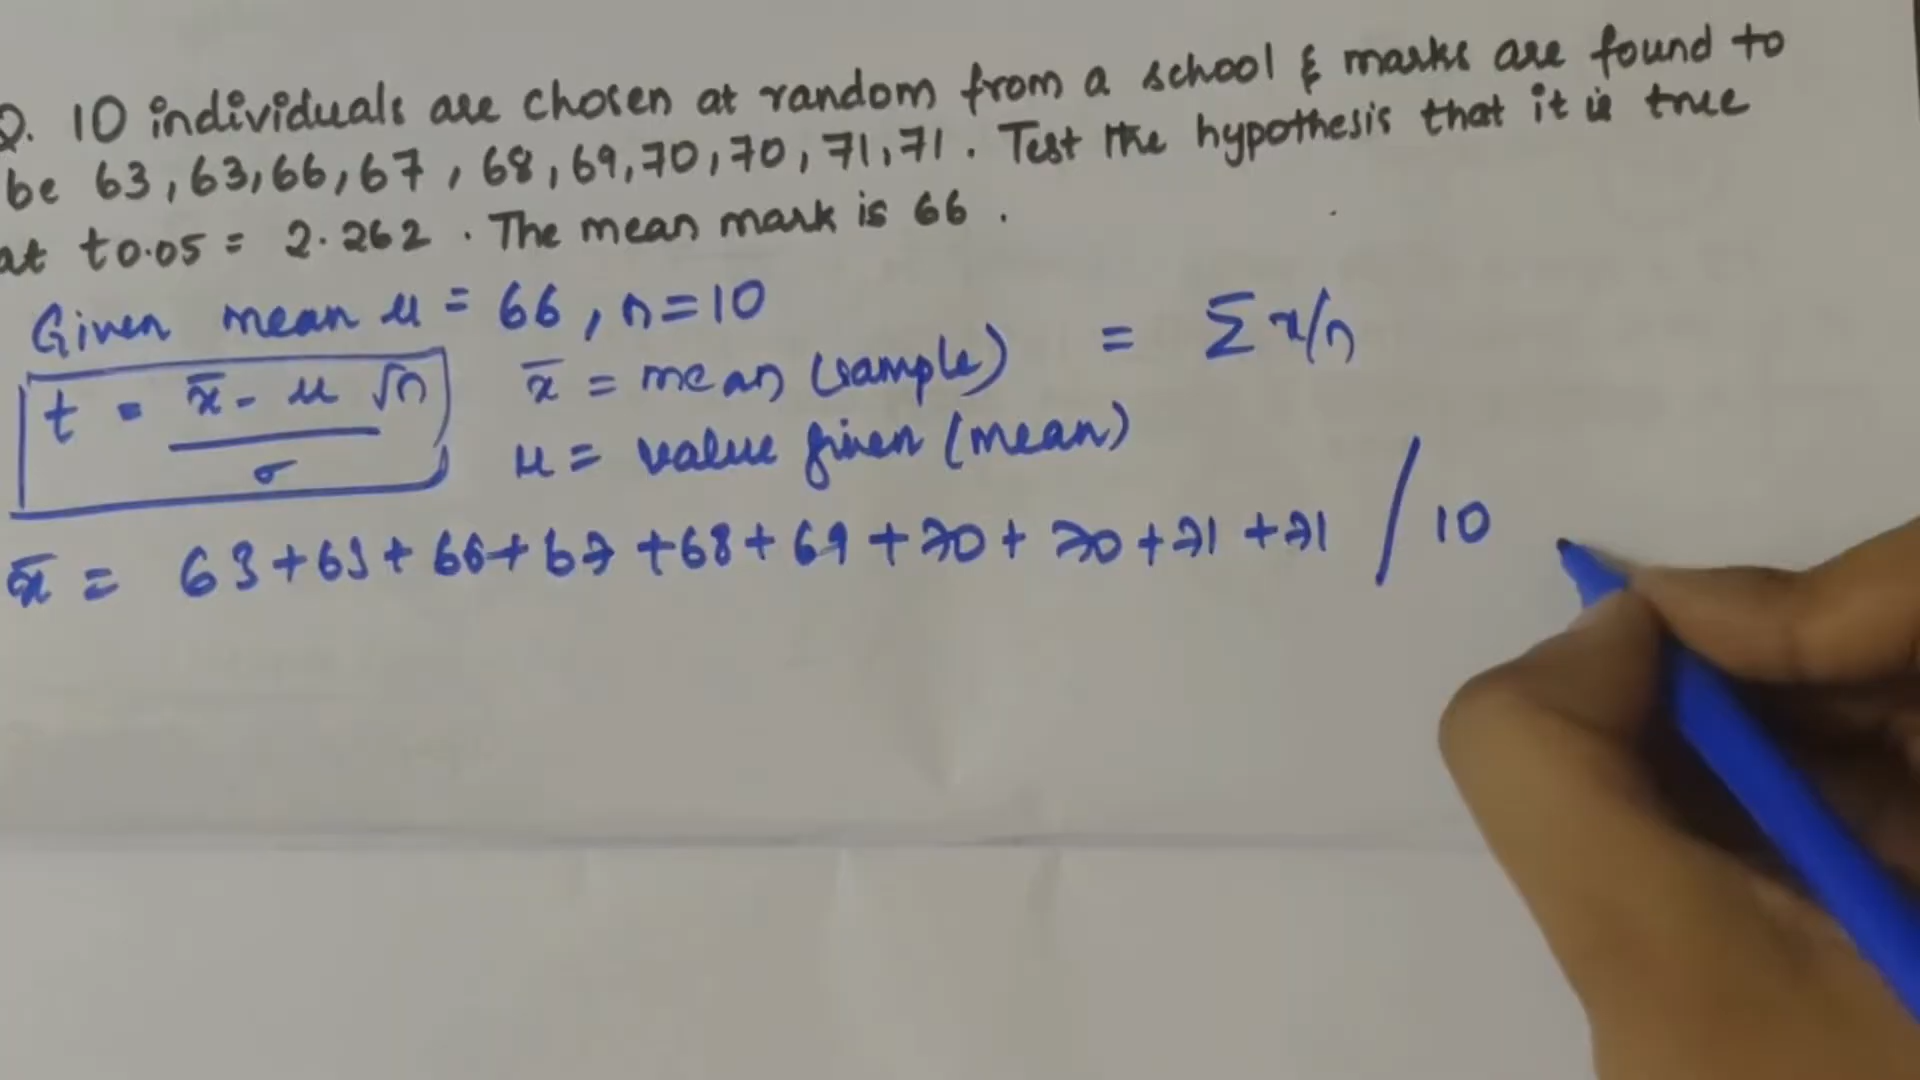 Q. 10 individuals are chosen at random from a school & marks are found to
be 63, 63, 66, 67, 68, 69, 70, 70, 71, 71. Test the hypothesis that it is true
at t0.05 = 2.262. The mean mark is 66.
Given mean μ = 66, n=10
t = x̄ - μ √n / σ
x̄ = mean (sample) = Σx/n
μ = value given (mean)
x̄ = 63+63+66+67+68+69+70+70+71+71 / 10